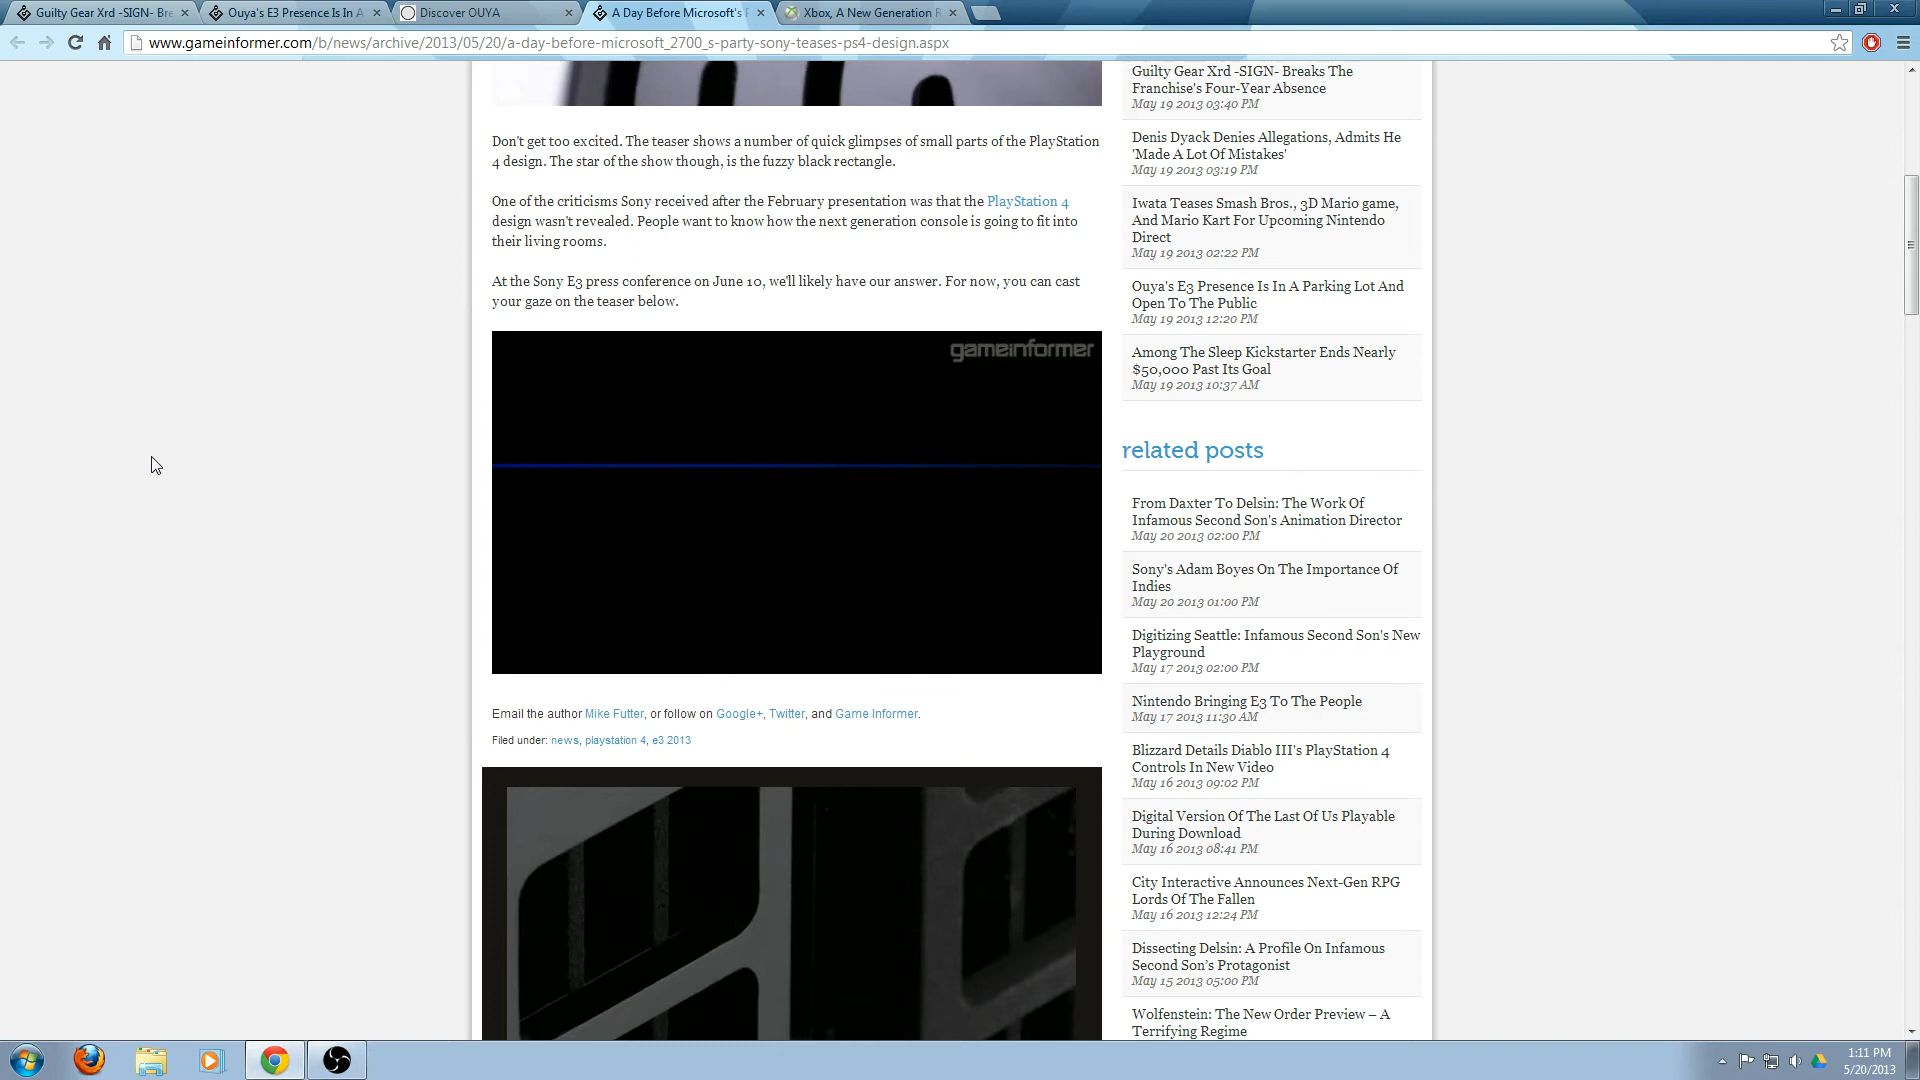 Guilty Gear Xrd -SIGN- Bre
Ouya's E3 Presence Is In A
Discover OUYA
A Day Before Microsoft's
Xbox, A New Generation R
www.gameinformer.com/b/news/archive/2013/05/20/a-day-before-microsoft_2700_s-party-sony-teases-ps4-design.aspx
Don't get too excited. The teaser shows a number of quick glimpses of small parts of the PlayStation
4 design. The star of the show though, is the fuzzy black rectangle.
One of the criticisms Sony received after the February presentation was that the PlayStation 4
design wasn't revealed. People want to know how the next generation console is going to fit into
their living rooms.
At the Sony E3 press conference on June 10, we'll likely have our answer. For now, you can cast
your gaze on the teaser below.
gameinformer
Email the author Mike Futter, or follow on Google+, Twitter, and Game Informer.
Filed under: news, playstation 4, e3 2013
Guilty Gear Xrd -SIGN- Breaks The
Franchise's Four-Year Absence
May 19 2013 03:40 PM
Denis Dyack Denies Allegations, Admits He
'Made A Lot Of Mistakes'
May 19 2013 03:19 PM
Iwata Teases Smash Bros., 3D Mario game,
And Mario Kart For Upcoming Nintendo
Direct
May 19 2013 02:22 PM
Ouya's E3 Presence Is In A Parking Lot And
Open To The Public
May 19 2013 12:20 PM
Among The Sleep Kickstarter Ends Nearly
$50,000 Past Its Goal
May 19 2013 10:37 AM
related posts
From Daxter To Delsin: The Work Of
Infamous Second Son's Animation Director
May 20 2013 02:00 PM
Sony's Adam Boyes On The Importance Of
Indies
May 20 2013 01:00 PM
Digitizing Seattle: Infamous Second Son's New
Playground
May 17 2013 02:00 PM
Nintendo Bringing E3 To The People
May 17 2013 11:30 AM
Blizzard Details Diablo III's PlayStation 4
Controls In New Video
May 16 2013 09:02 PM
Digital Version Of The Last Of Us Playable
During Download
May 16 2013 08:41 PM
City Interactive Announces Next-Gen RPG
Lords Of The Fallen
May 16 2013 12:24 PM
Dissecting Delsin: A Profile On Infamous
Second Son's Protagonist
May 15 2013 05:00 PM
Wolfenstein: The New Order Preview – A
Terrifying Regime
1:11 PM
5/20/2013